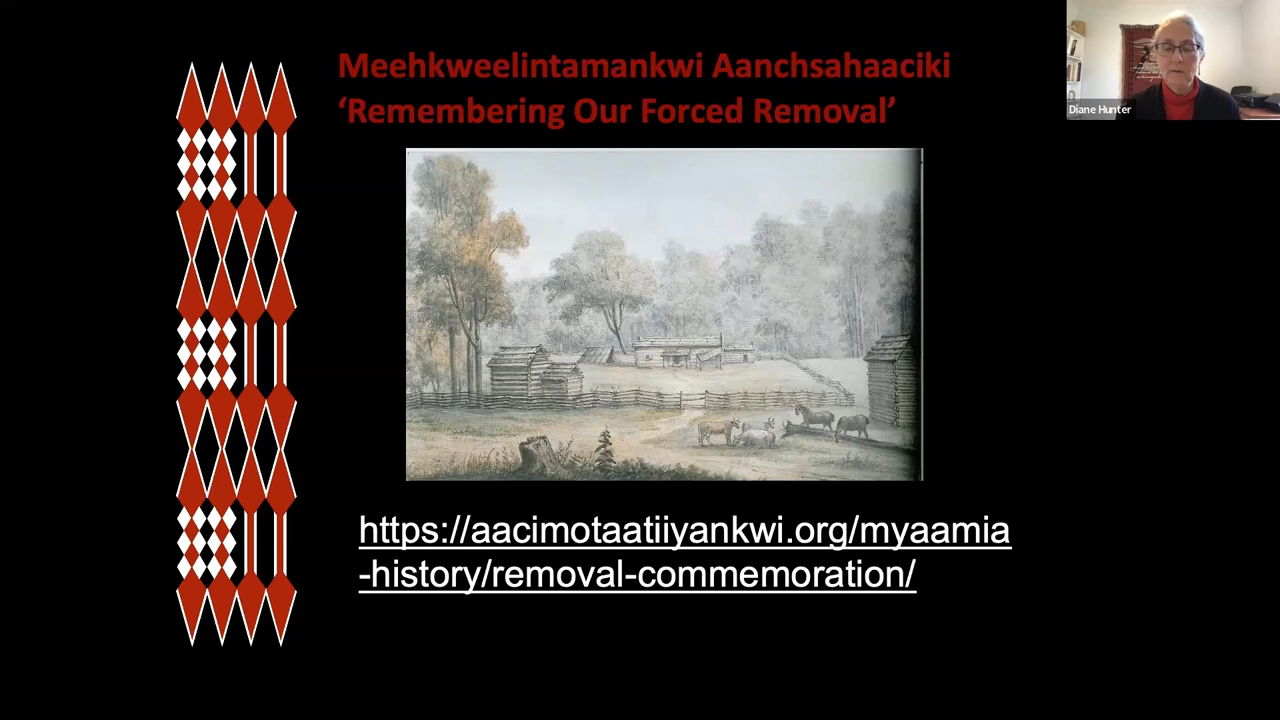 Meehkweelintamankwi Aanchsahaaciki
‘Remembering Our Forced Removal’
Diane Hunter
https://aacimotaatiiyankwi.org/myaamia
-history/removal-commemoration/